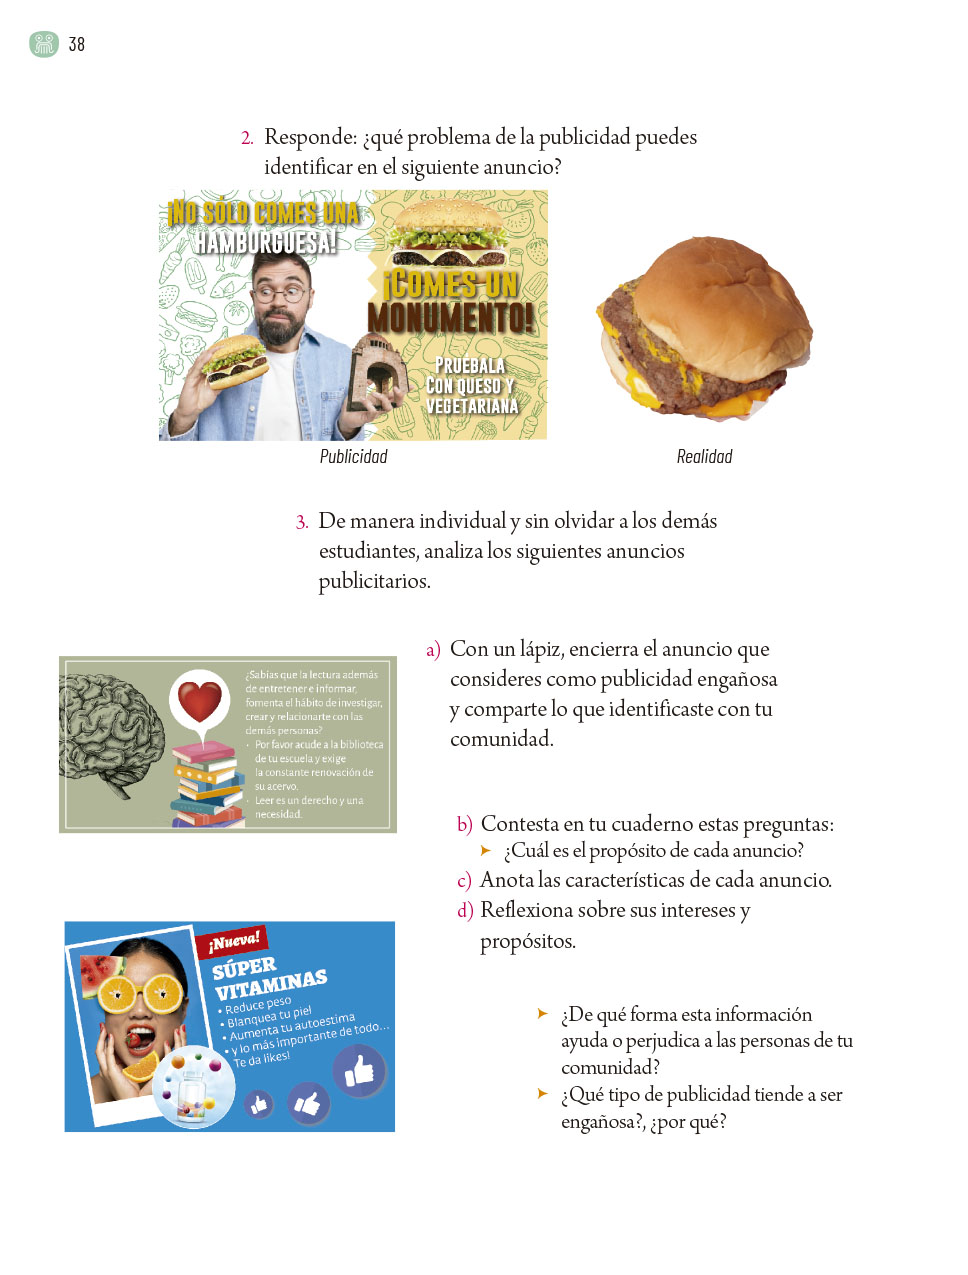 38
2. Responde: ¿qué problema de la publicidad puedes
identificar en el siguiente anuncio?
¡NO SÓLO COMES UNA
HAMBURGUESA!
¡COMES UN
MONUMENTO!
PRUÉBALA
CON QUESO Y
VEGETARIANA
Publicidad
Realidad
3. De manera individual y sin olvidar a los demás
estudiantes, analiza los siguientes anuncios
publicitarios.
¿Sabías que la lectura además
de entretener e informar,
fomenta el hábito de investigar,
crear y relacionarte con las
demás personas?
• Por favor acude a la biblioteca
de tu escuela y exige
la constante renovación de
su acervo.
• Leer es un derecho y una
necesidad.
a) Con un lápiz, encierra el anuncio que
consideres como publicidad engañosa
y comparte lo que identificaste con tu
comunidad.
b) Contesta en tu cuaderno estas preguntas:
➤ ¿Cuál es el propósito de cada anuncio?
c) Anota las características de cada anuncio.
d) Reflexiona sobre sus intereses y
propósitos.
¡Nueva!
SÚPER
VITAMINAS
• Reduce peso
• Blanquea tu piel
• Aumenta tu autoestima
• y lo más importante de todo...
Te da likes!
➤ ¿De qué forma esta información
ayuda o perjudica a las personas de tu
comunidad?
➤ ¿Qué tipo de publicidad tiende a ser
engañosa?, ¿por qué?